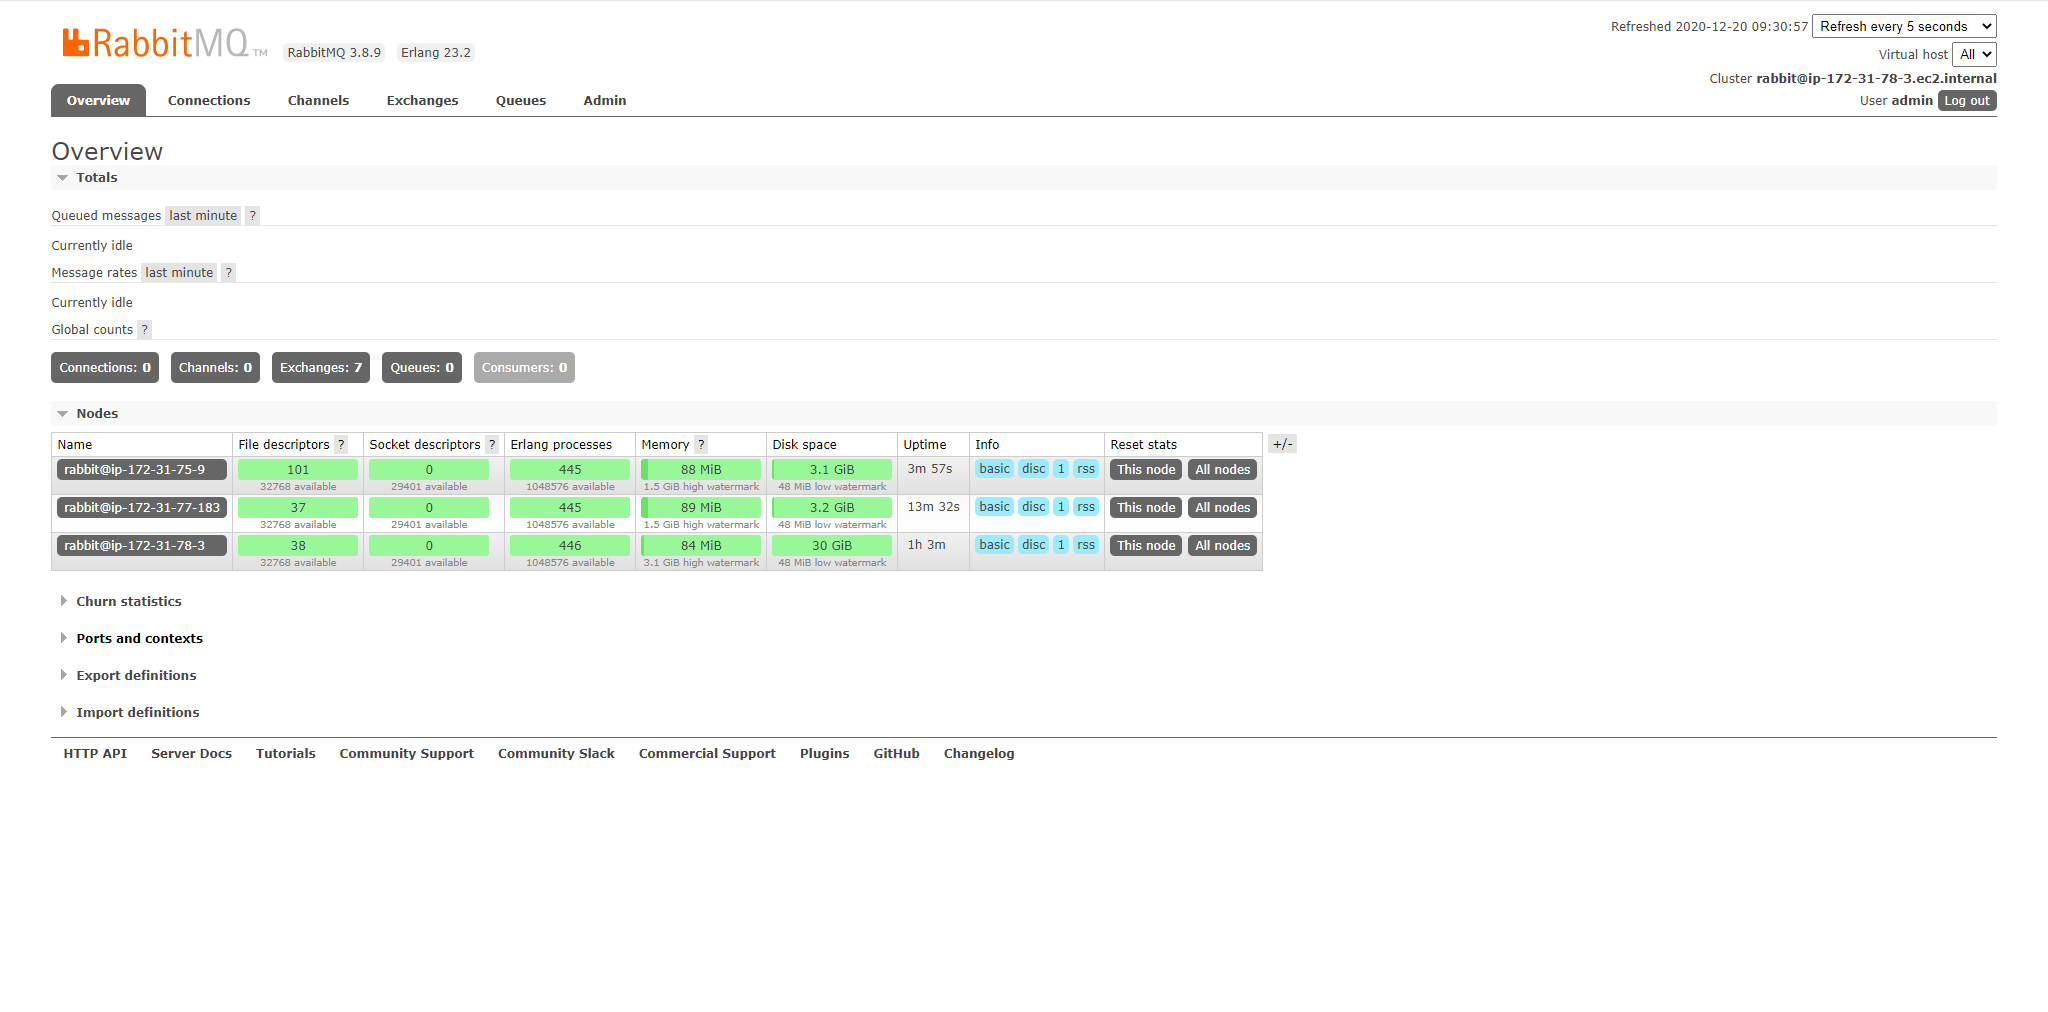 RabbitMQ TM RabbitMQ 3.8.9 Erlang 23.2
Refreshed 2020-12-20 09:30:57 Refresh every 5 seconds
Virtual host All
Cluster rabbit@ip-172-31-78-3.ec2.internal
User admin Log out
Overview Connections Channels Exchanges Queues Admin
Overview
Totals
Queued messages last minute ?
Currently idle
Message rates last minute ?
Currently idle
Global counts ?
Connections: 0 Channels: 0 Exchanges: 7 Queues: 0 Consumers: 0
Nodes
Name File descriptors ? Socket descriptors ? Erlang processes Memory ? Disk space Uptime Info Reset stats +/-
rabbit@ip-172-31-75-9 101 0 445 88 MiB 3.1 GiB 3m 57s basic disc 1 rss This node All nodes
32768 available 29401 available 1048576 available 1.5 GiB high watermark 48 MiB low watermark
rabbit@ip-172-31-77-183 37 0 445 89 MiB 3.2 GiB 13m 32s basic disc 1 rss This node All nodes
32768 available 29401 available 1048576 available 1.5 GiB high watermark 48 MiB low watermark
rabbit@ip-172-31-78-3 38 0 446 84 MiB 30 GiB 1h 3m basic disc 1 rss This node All nodes
32768 available 29401 available 1048576 available 3.1 GiB high watermark 48 MiB low watermark
Churn statistics
Ports and contexts
Export definitions
Import definitions
HTTP API Server Docs Tutorials Community Support Community Slack Commercial Support Plugins GitHub Changelog